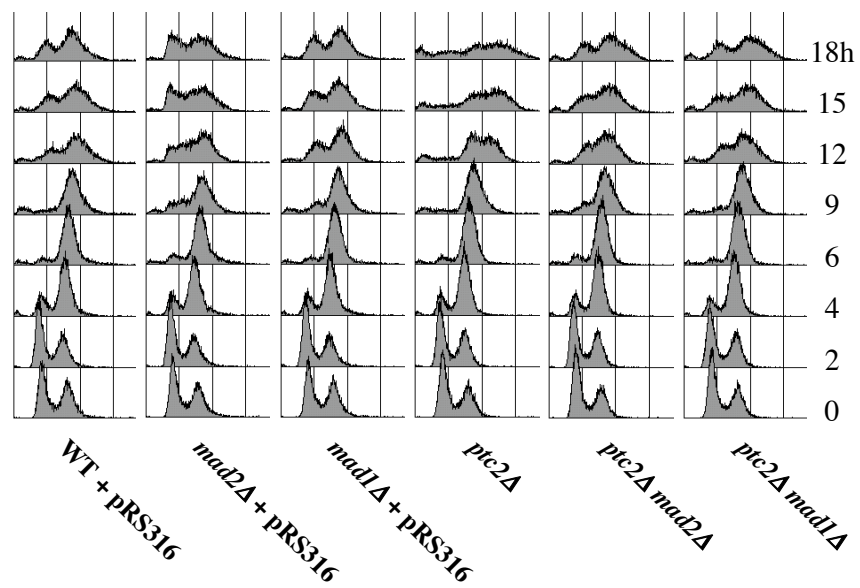 18h
15
12
9
6
4
2
0
WT + pRS316
mad2Δ + pRS316
mad1Δ + pRS316
ptc2Δ
ptc2Δ mad2Δ
ptc2Δ mad1Δ